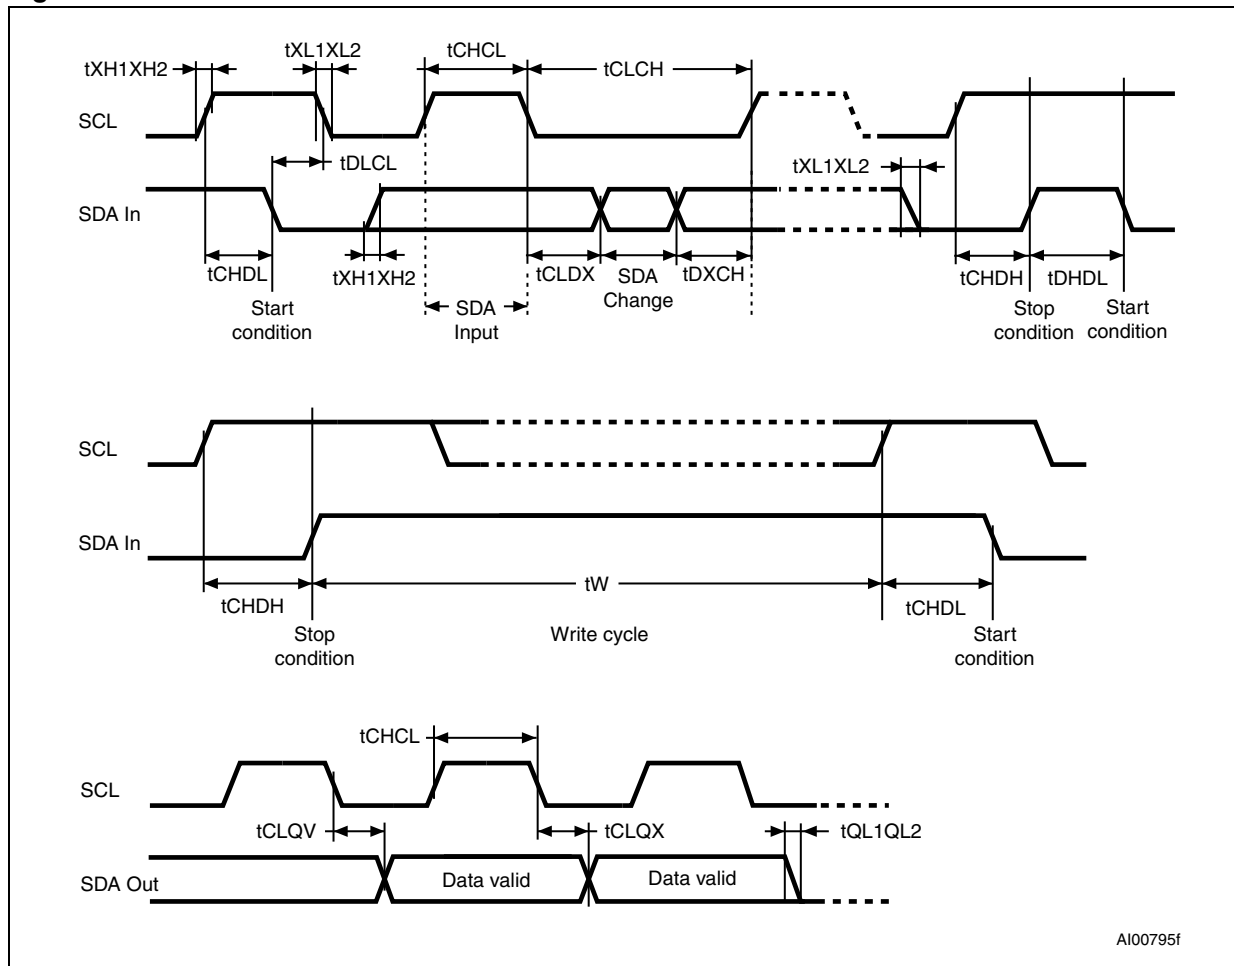 tXH1XH2
tXL1XL2
tCHCL
tCLCH
SCL
tDLCL
tXL1XL2
SDA In
tCHDL
tXH1XH2
tCLDX
SDA
Change
tDXCH
tCHDH
tDHDL
Start
condition
SDA
Input
Stop
condition
Start
condition
SCL
SDA In
tCHDH
tW
tCHDL
Stop
condition
Write cycle
Start
condition
tCHCL
SCL
tCLQV
tCLQX
tQL1QL2
SDA Out
Data valid
Data valid
AI00795f